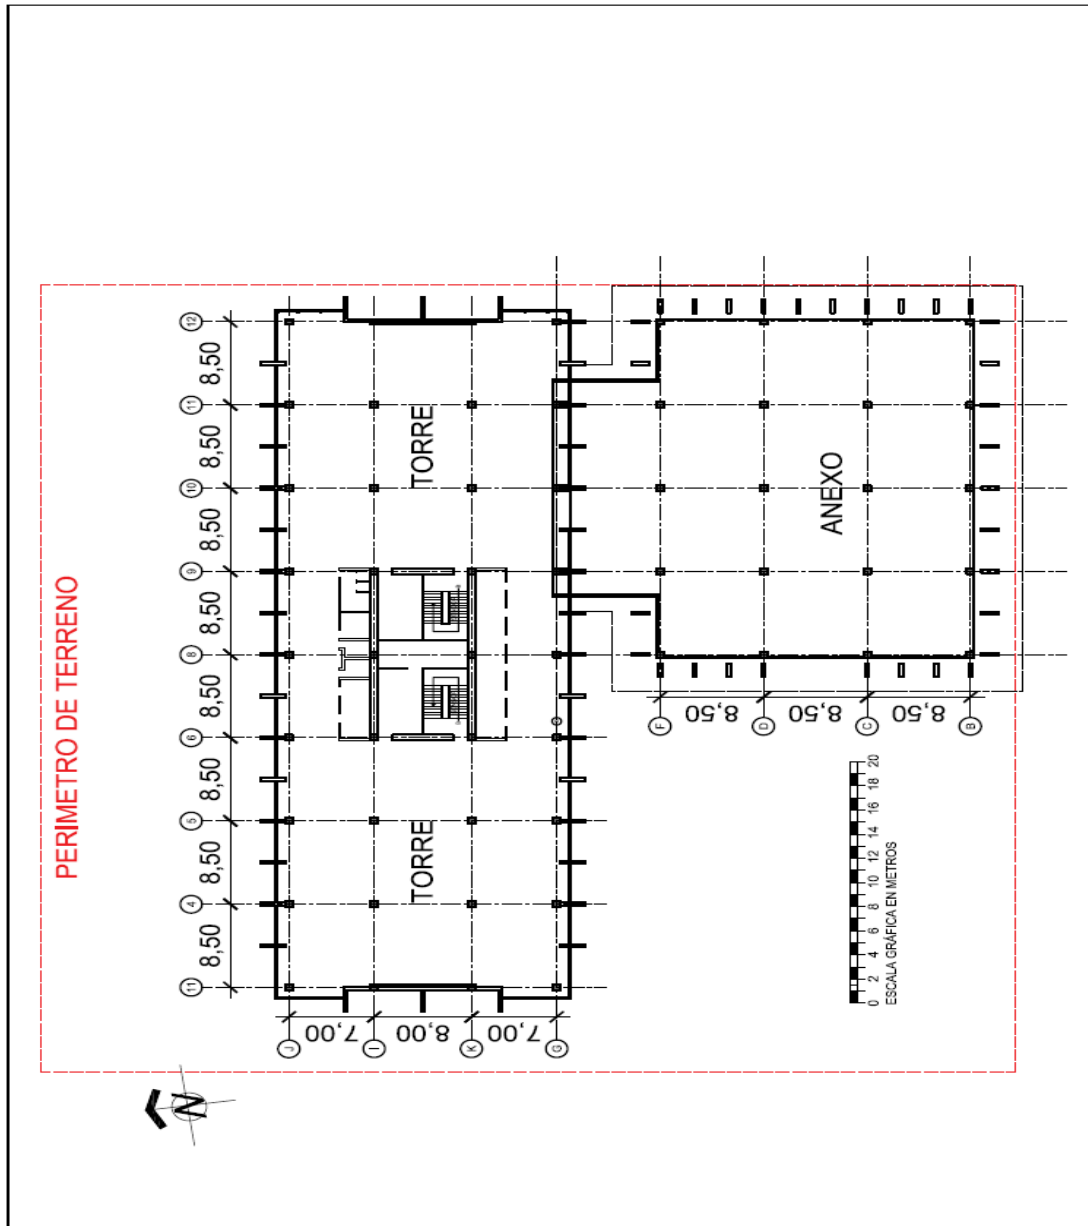 PERIMETRO DE TERRENO
12
11
10
9
8
6
5
4
11
8,50
8,50
8,50
8,50
8,50
8,50
8,50
8,50
TORRE
TORRE
ANEXO
J
I
K
G
7,00
8,00
7,00
F
D
C
B
8,50
8,50
8,50
0 2 4 6 8 10 12 14 16 18 20
ESCALA GRÁFICA EN METROS
N